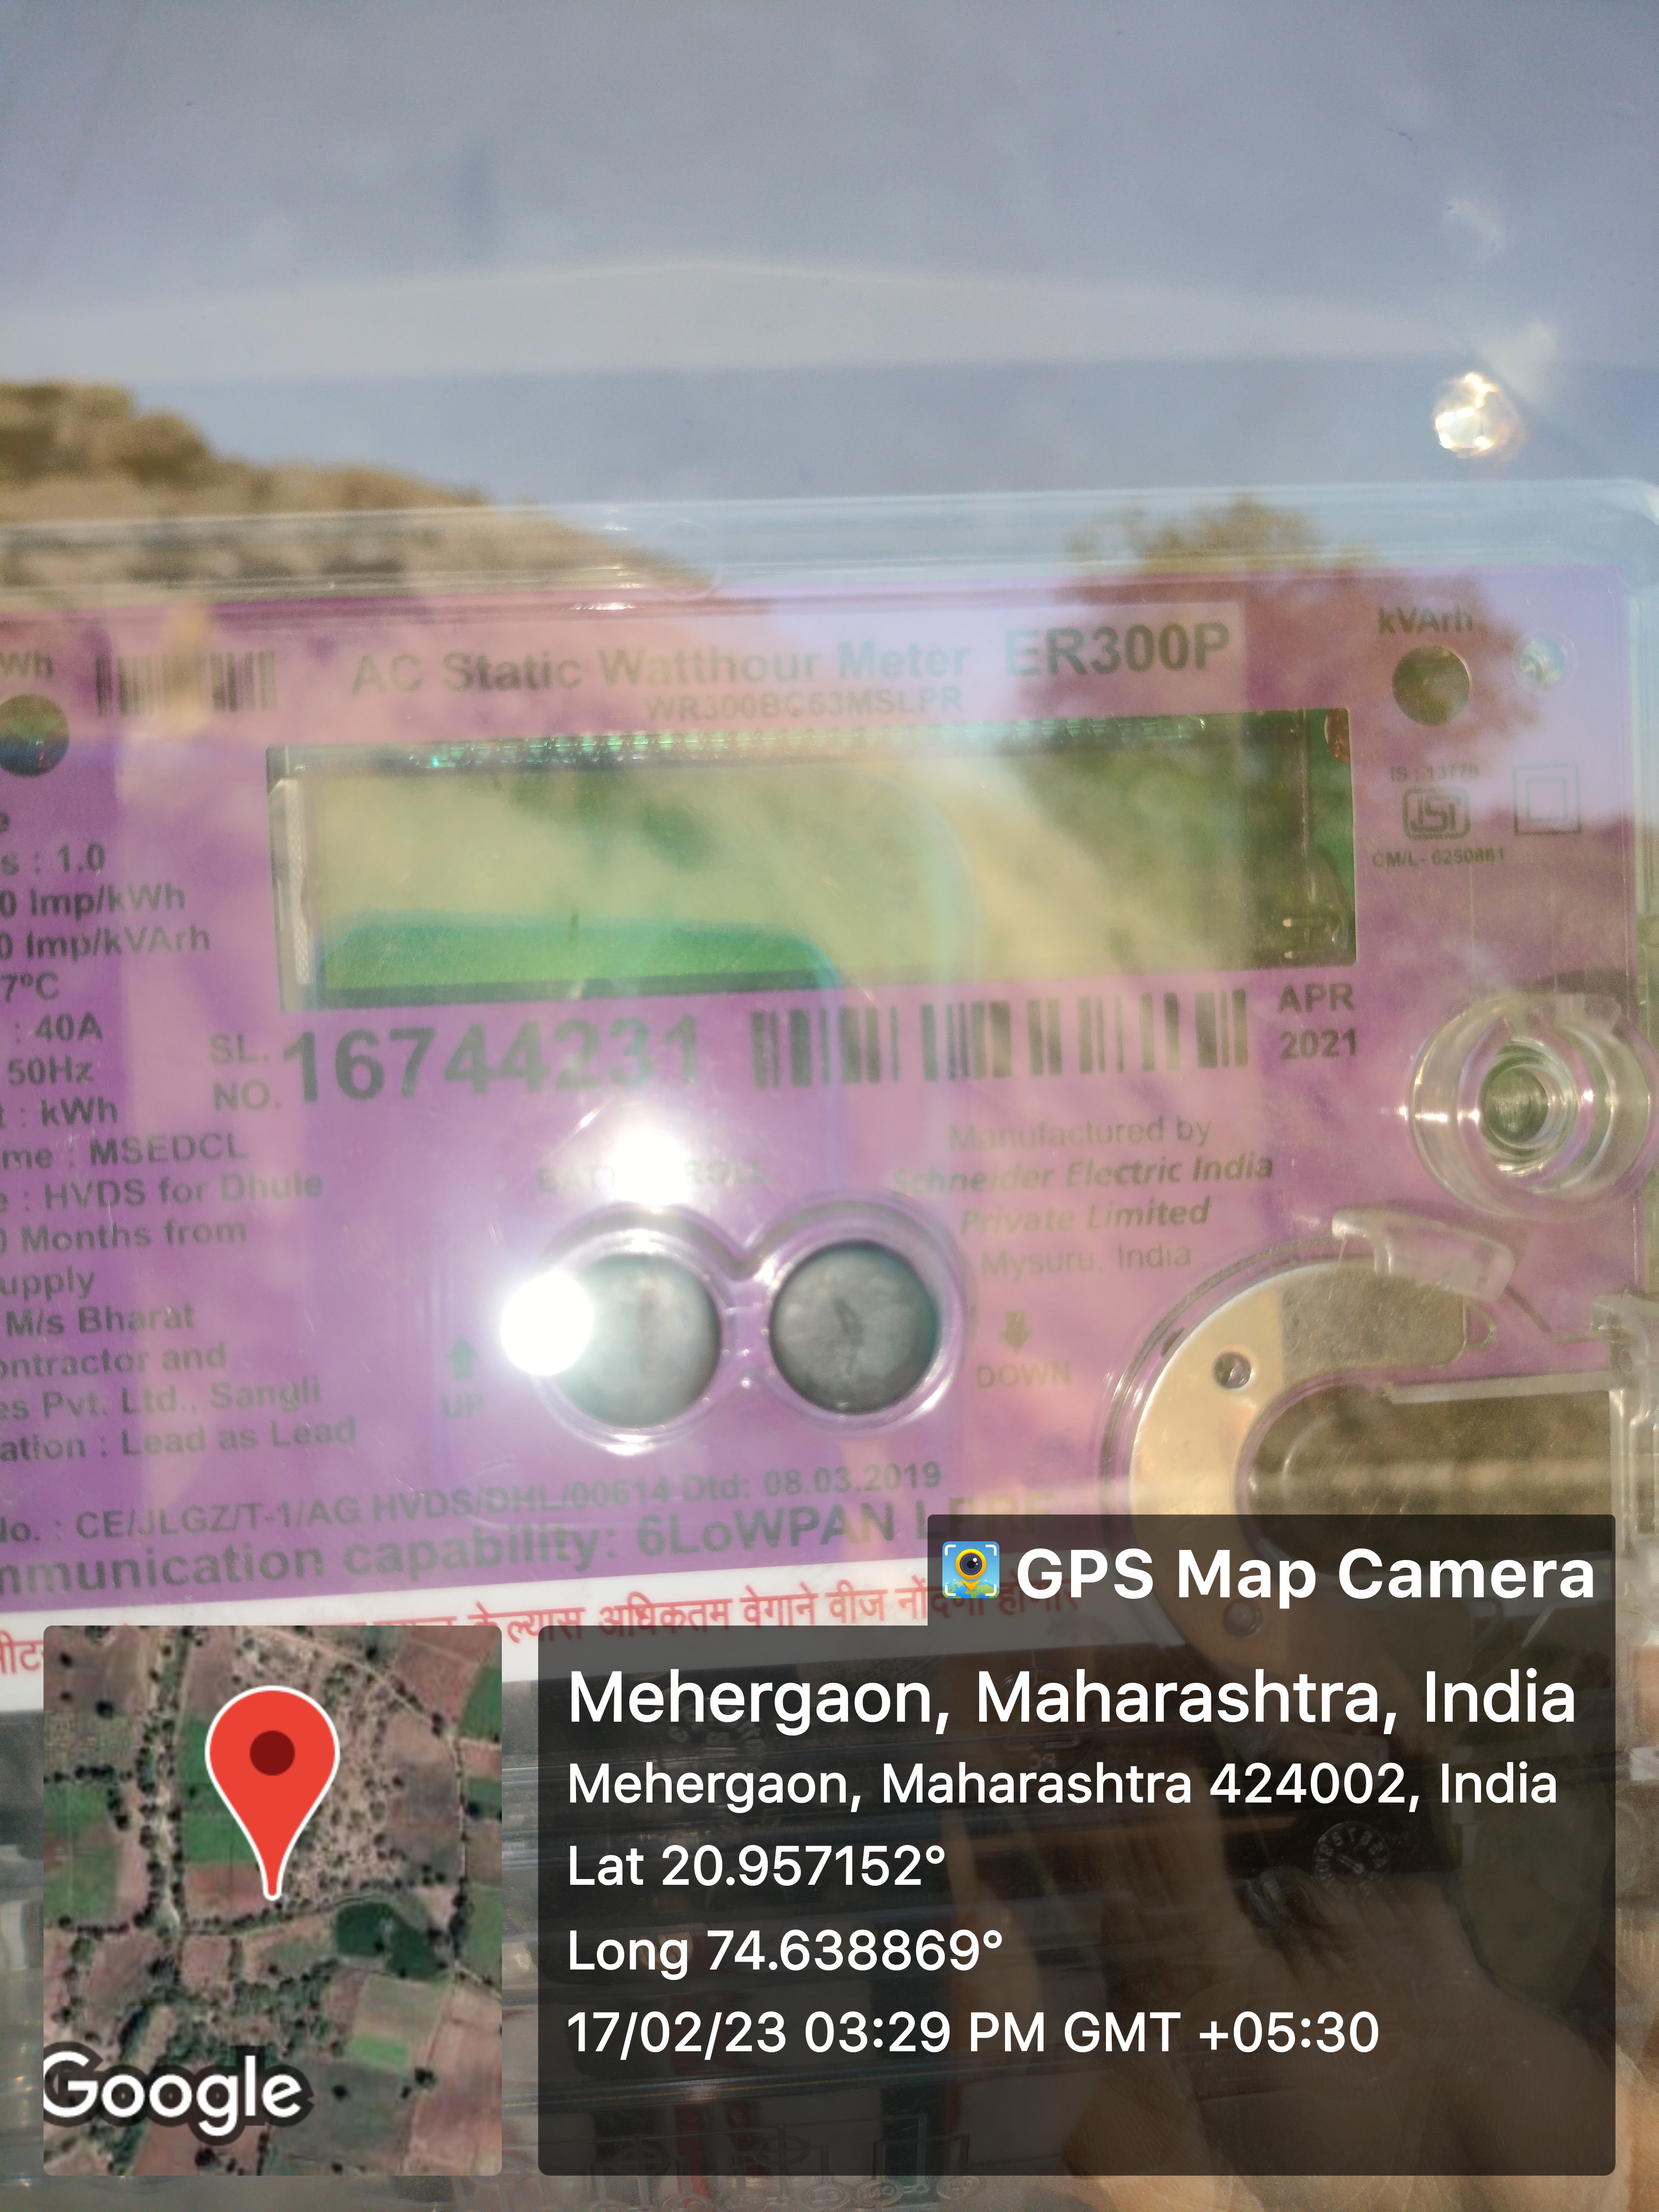 Wh
AC Static Watthour Meter ER300P
WR300BC63MSLPR
kVArh
IS : 13779
ISI
CM/L- 6250861
s : 1.0
0 Imp/kWh
0 Imp/kVArh
7°C
: 40A
50Hz
: kWh
me : MSEDCL
e : HVDS for Dhule
0 Months from
upply
M/s Bharat
ontractor and
es Pvt. Ltd., Sangli
ation : Lead as Lead
SL. NO. 16744231
APR
2021
Manufactured by
Schneider Electric India
Private Limited
Mysuru, India
UP
DOWN
No. : CE/JLGZ/T-1/AG HVDS/DHL/00614 Dtd: 08.03.2019
mmunication capability: 6LoWPAN
केल्यास अधिकतम वेगाने वीज नोंदणी होणार
GPS Map Camera
Mehergaon, Maharashtra, India
Mehergaon, Maharashtra 424002, India
Lat 20.957152°
Long 74.638869°
17/02/23 03:29 PM GMT +05:30
Google